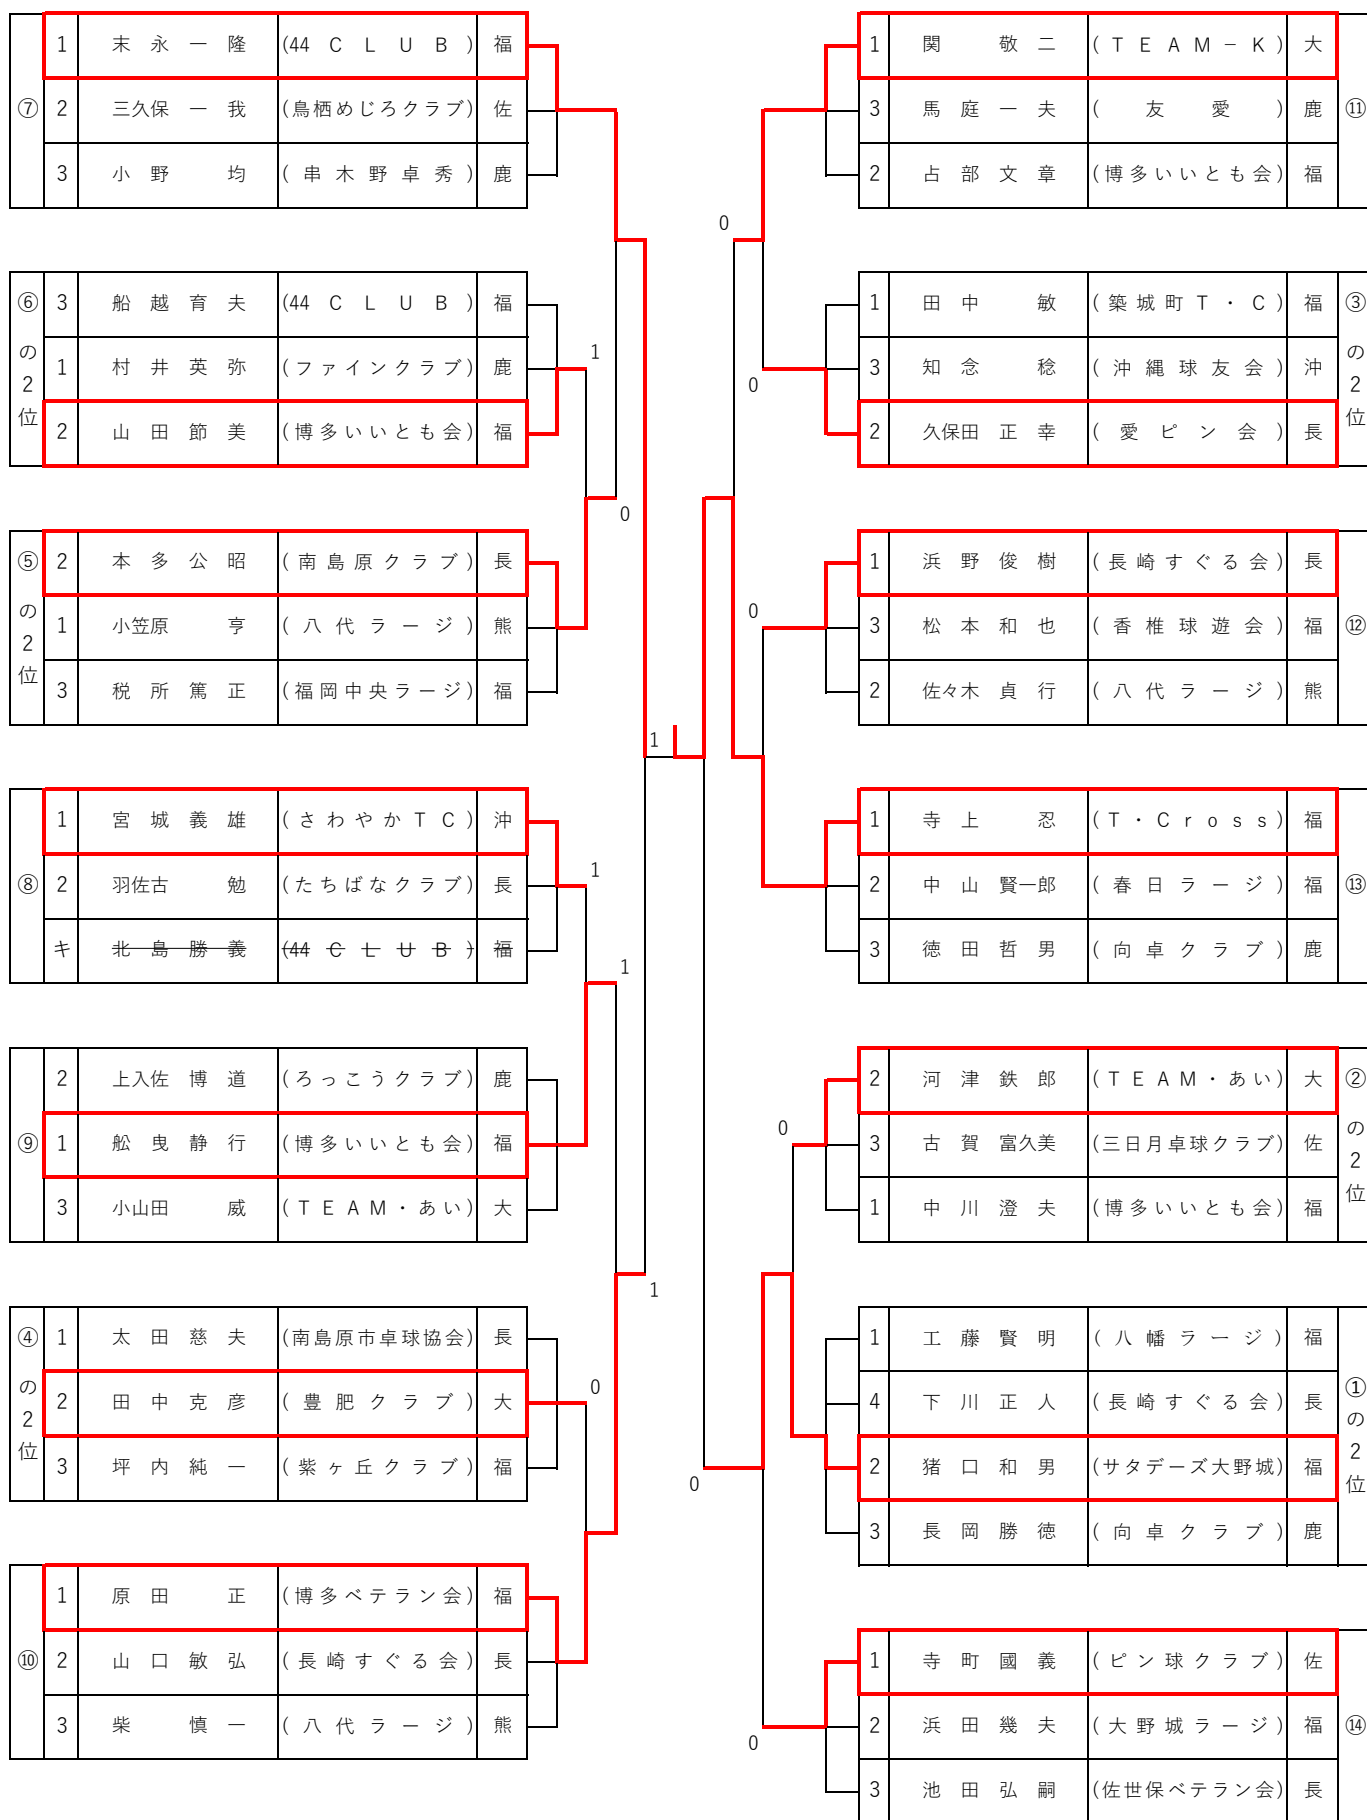 ⑦
1 末永一隆 (44 CLUB) 福
2 三久保一我 (鳥栖めじろクラブ) 佐
3 小野均 (串木野卓秀) 鹿
⑥の2位
3 船越育夫 (44 CLUB) 福
1 村井英弥 (ファインクラブ) 鹿
2 山田節美 (博多いいとも会) 福
1
0
⑤の2位
2 本多公昭 (南島原クラブ) 長
1 小笠原亨 (八代ラージ) 熊
3 税所篤正 (福岡中央ラージ) 福
1
⑧
1 宮城義雄 (さわやかTC) 沖
2 羽佐古勉 (たちばなクラブ) 長
キ 北島勝義 (44 CLUB) 福
1
1
⑨
2 上入佐博道 (ろっこうクラブ) 鹿
1 舩曳静行 (博多いいとも会) 福
3 小山田威 (TEAM・あい) 大
1
④の2位
1 太田慈夫 (南島原市卓球協会) 長
2 田中克彦 (豊肥クラブ) 大
3 坪内純一 (紫ヶ丘クラブ) 福
0
⑩
1 原田正 (博多ベテラン会) 福
2 山口敏弘 (長崎すぐる会) 長
3 柴慎一 (八代ラージ) 熊
1 関敬二 (TEAM−K) 大
3 馬庭一夫 (友愛) 鹿
2 占部文章 (博多いいとも会) 福
⑪
0
1 田中敏 (築城町T・C) 福
3 知念稔 (沖縄球友会) 沖
2 久保田正幸 (愛ピン会) 長
③の2位
0
1 浜野俊樹 (長崎すぐる会) 長
3 松本和也 (香椎球遊会) 福
2 佐々木貞行 (八代ラージ) 熊
⑫
0
1 寺上忍 (T・Cross) 福
2 中山賢一郎 (春日ラージ) 福
3 徳田哲男 (向卓クラブ) 鹿
⑬
2 河津鉄郎 (TEAM・あい) 大
3 古賀富久美 (三日月卓球クラブ) 佐
1 中川澄夫 (博多いいとも会) 福
②の2位
0
1 工藤賢明 (八幡ラージ) 福
4 下川正人 (長崎すぐる会) 長
2 猪口和男 (サタデーズ大野城) 福
3 長岡勝徳 (向卓クラブ) 鹿
①の2位
0
1 寺町國義 (ピン球クラブ) 佐
2 浜田幾夫 (大野城ラージ) 福
3 池田弘嗣 (佐世保ベテラン会) 長
⑭
0